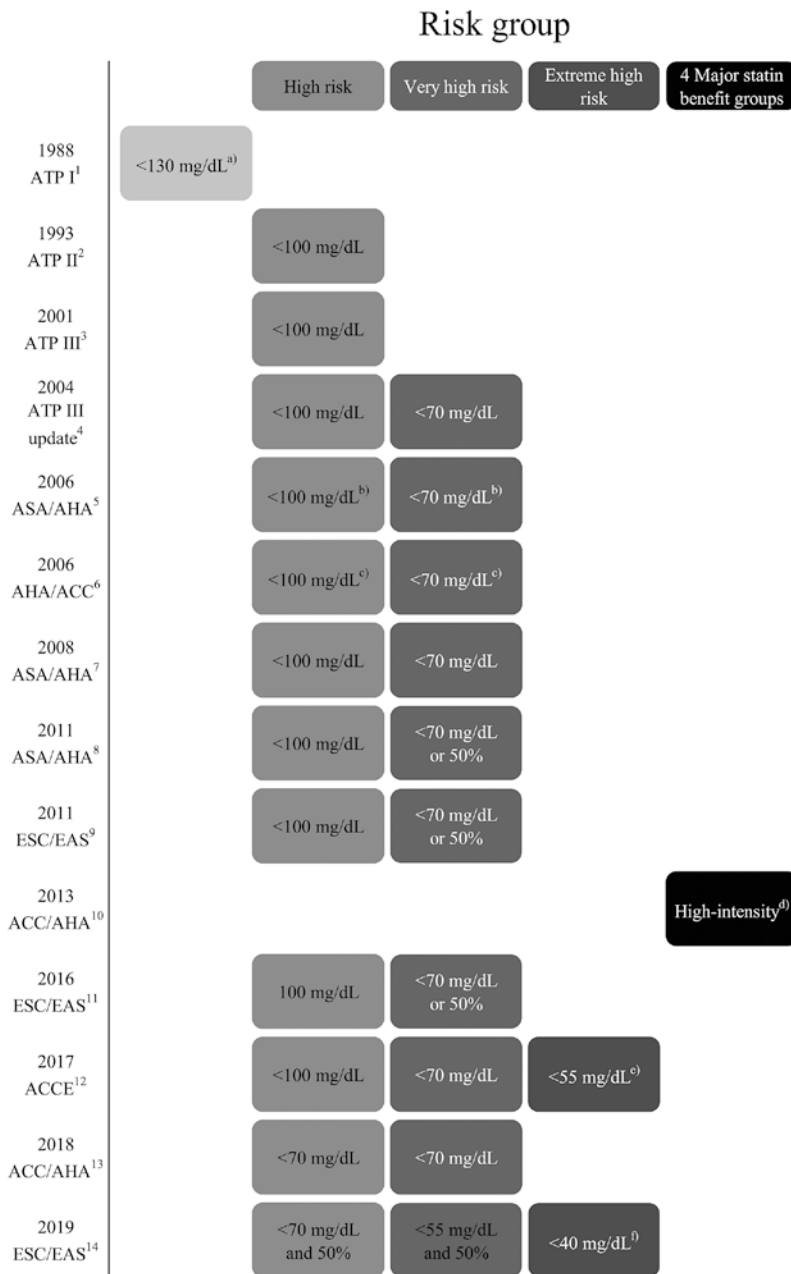 Risk group
High risk
Very high risk
Extreme high
risk
4 Major statin
benefit groups
1988
ATP I¹
<130 mg/dLᵃ⁾
1993
ATP II²
<100 mg/dL
2001
ATP III³
<100 mg/dL
2004
ATP III
update⁴
<100 mg/dL
<70 mg/dL
2006
ASA/AHA⁵
<100 mg/dLᵇ⁾
<70 mg/dLᵇ⁾
2006
AHA/ACC⁶
<100 mg/dLᶜ⁾
<70 mg/dLᶜ⁾
2008
ASA/AHA⁷
<100 mg/dL
<70 mg/dL
2011
ASA/AHA⁸
<100 mg/dL
<70 mg/dL
or 50%
2011
ESC/EAS⁹
<100 mg/dL
<70 mg/dL
or 50%
2013
ACC/AHA¹⁰
High-intensityᵈ⁾
2016
ESC/EAS¹¹
100 mg/dL
<70 mg/dL
or 50%
2017
ACCE¹²
<100 mg/dL
<70 mg/dL
<55 mg/dLᵉ⁾
2018
ACC/AHA¹³
<70 mg/dL
<70 mg/dL
2019
ESC/EAS¹⁴
<70 mg/dL
and 50%
<55 mg/dL
and 50%
<40 mg/dLᶠ⁾